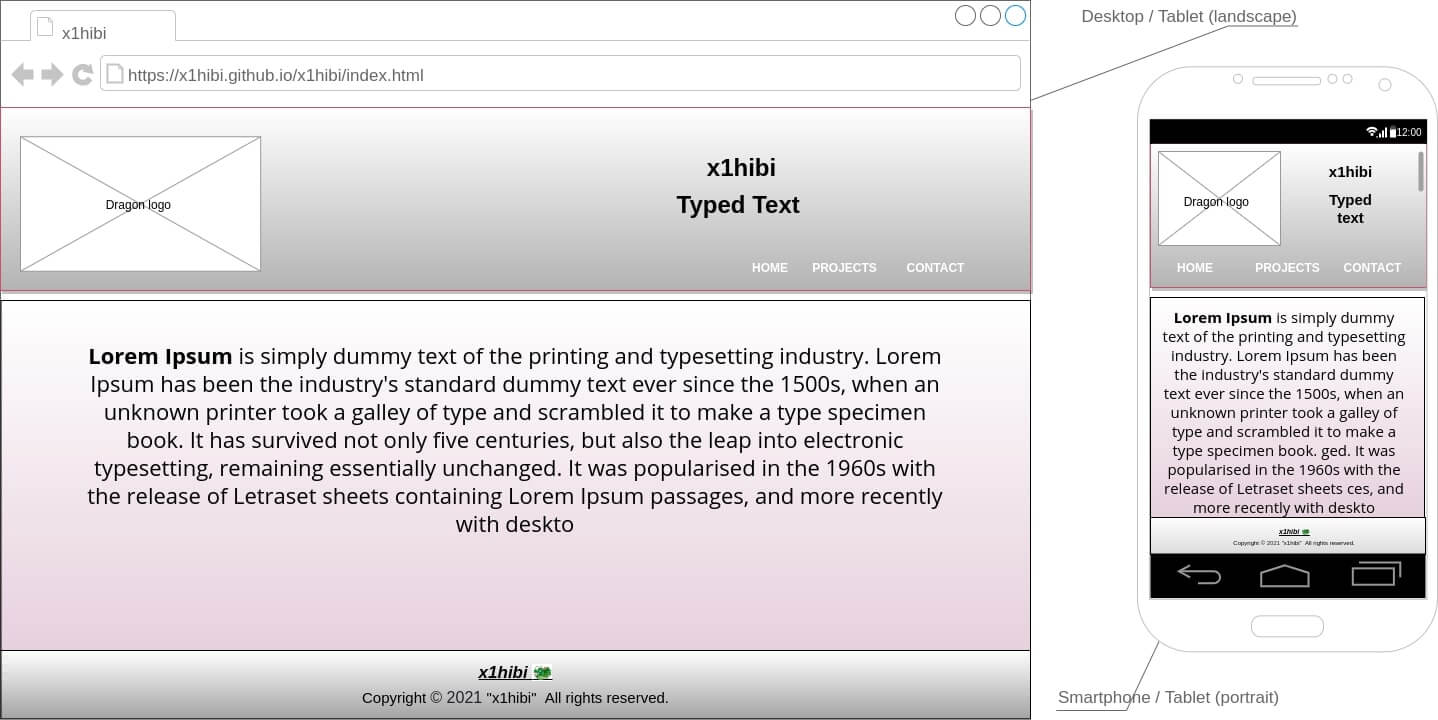 x1hibi
https://x1hibi.github.io/x1hibi/index.html
Dragon logo
x1hibi
Typed Text
HOME PROJECTS CONTACT
Lorem Ipsum is simply dummy text of the printing and typesetting industry. Lorem
Ipsum has been the industry's standard dummy text ever since the 1500s, when an
unknown printer took a galley of type and scrambled it to make a type specimen
book. It has survived not only five centuries, but also the leap into electronic
typesetting, remaining essentially unchanged. It was popularised in the 1960s with
the release of Letraset sheets containing Lorem Ipsum passages, and more recently
with deskto
x1hibi
Copyright © 2021 "x1hibi" All rights reserved.
Desktop / Tablet (landscape)
12:00
Dragon logo
x1hibi
Typed
text
HOME PROJECTS CONTACT
Lorem Ipsum is simply dummy
text of the printing and typesetting
industry. Lorem Ipsum has been
the industry's standard dummy
text ever since the 1500s, when an
unknown printer took a galley of
type and scrambled it to make a
type specimen book. ged. It was
popularised in the 1960s with the
release of Letraset sheets ces, and
more recently with deskto
x1hibi
Copyright © 2021 "x1hibi" All rights reserved.
Smartphone / Tablet (portrait)